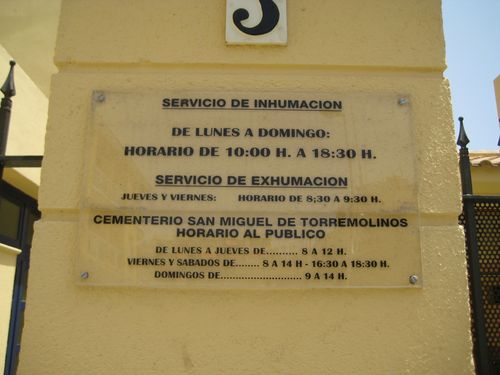 3
SERVICIO DE INHUMACION
DE LUNES A DOMINGO:
HORARIO DE 10:00 H. A 18:30 H.
SERVICIO DE EXHUMACION
JUEVES Y VIERNES: HORARIO DE 8,30 A 9,30 H.
CEMENTERIO SAN MIGUEL DE TORREMOLINOS
HORARIO AL PUBLICO
DE LUNES A JUEVES DE.......... 8 A 12 H.
VIERNES Y SABADOS DE........ 8 A 14 H - 16:30 A 18:30 H.
DOMINGOS DE........................... 9 A 14 H.